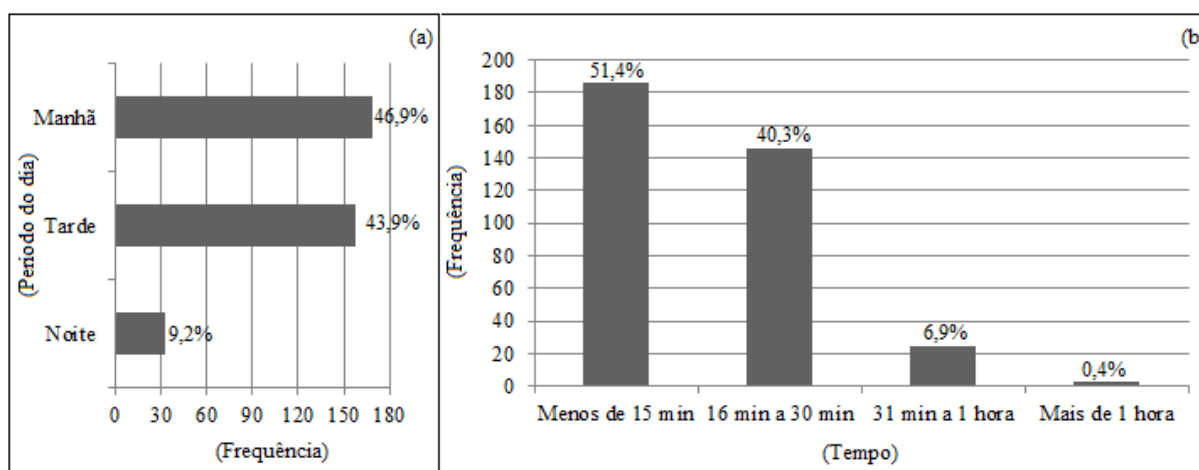 (a)
(Período do dia)
Manhã
46,9%
Tarde
43,9%
Noite
9,2%
0 30 60 90 120 150 180
(Frequência)
(b
(Frequência)
200
180
160
140
120
100
80
60
40
20
0
51,4%
40,3%
6,9%
0,4%
Menos de 15 min 16 min a 30 min 31 min a 1 hora Mais de 1 hora
(Tempo)